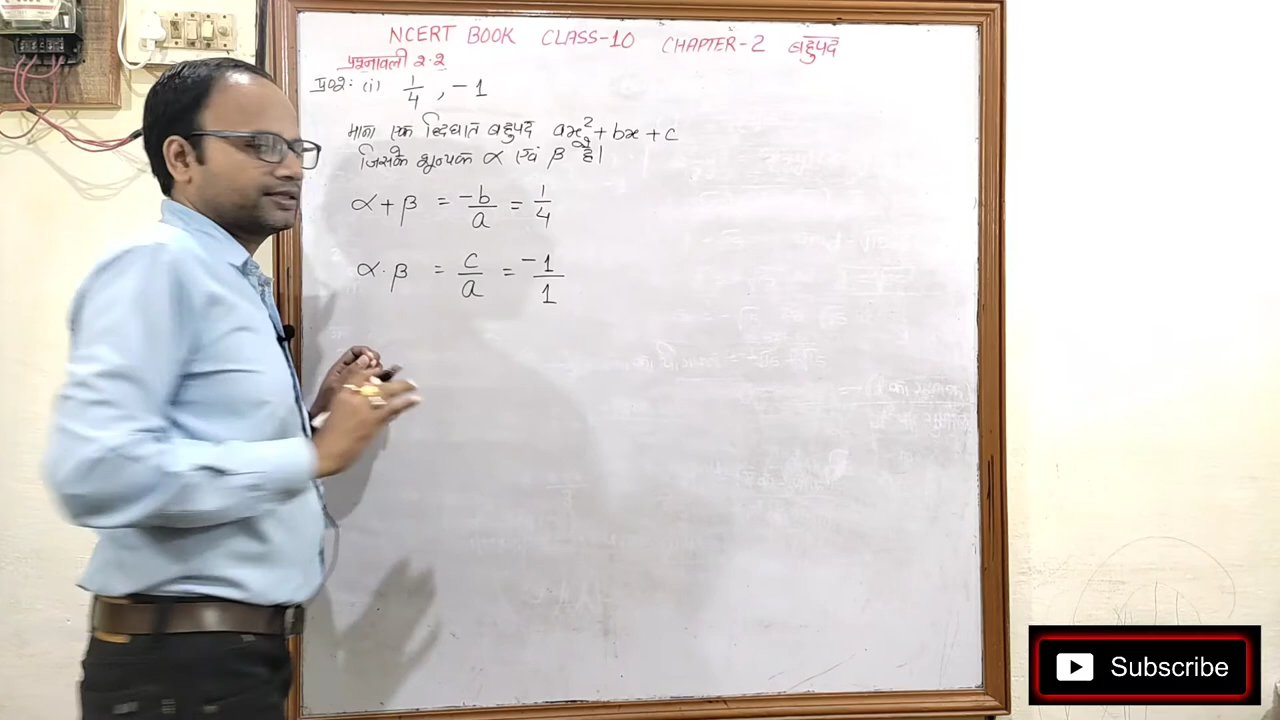 NCERT BOOK CLASS-10 CHAPTER-2 बहुपद
प्रश्नावली 2.2
प्र०2: (i) 1/4 , -1
माना एक द्विघात बहुपद ax²+bx+c
जिसके शून्यक α एवं β है।
α+β = -b/a = 1/4
α·β = c/a = -1/1
Subscribe